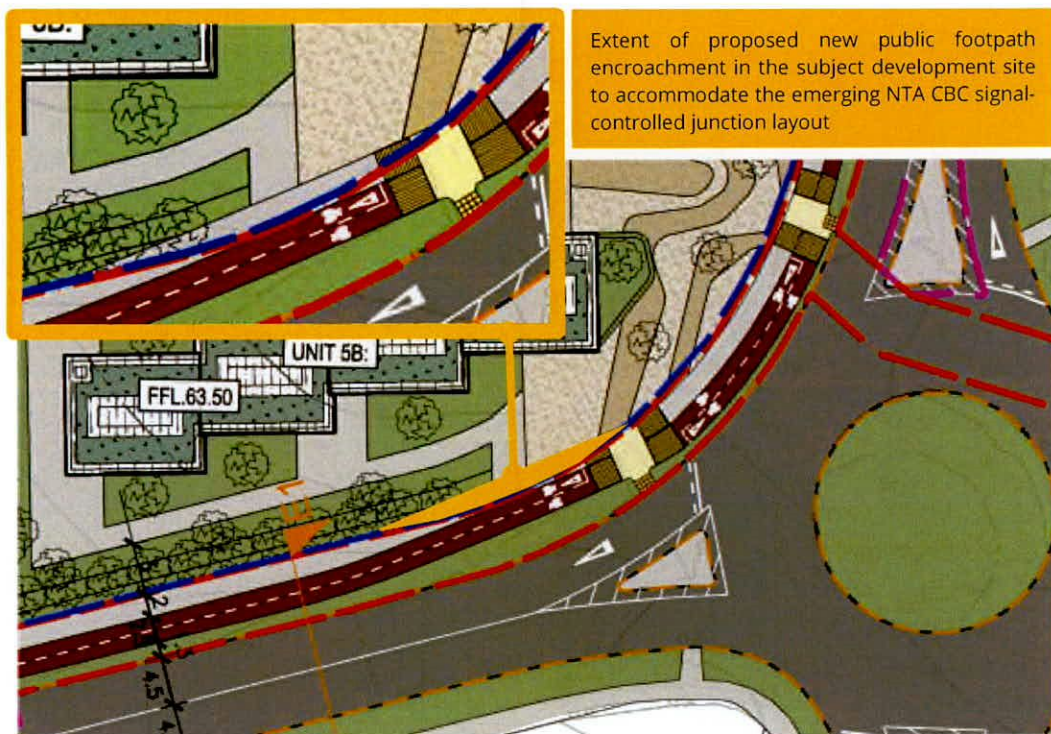 Extent of proposed new public footpath
encroachment in the subject development site
to accommodate the emerging NTA CBC signal-
controlled junction layout
UNIT 5B:
FFL.63.50
2
4.5
4